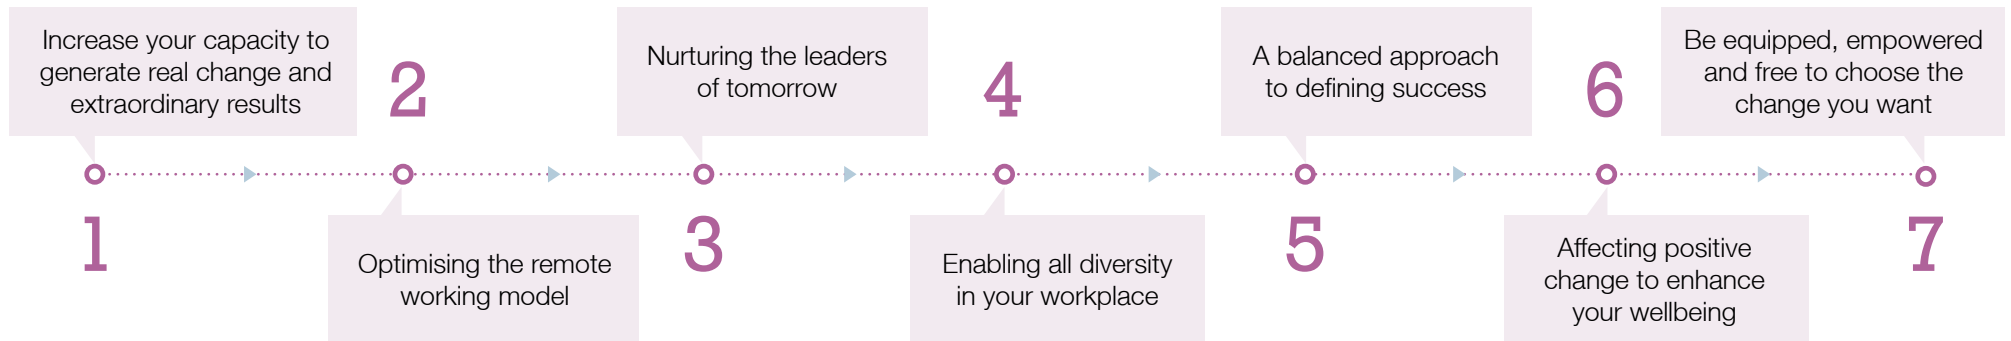 1
Increase your capacity to
generate real change and
extraordinary results
2
Optimising the remote
working model
3
Nurturing the leaders
of tomorrow
4
Enabling all diversity
in your workplace
5
A balanced approach
to defining success
6
Affecting positive
change to enhance
your wellbeing
7
Be equipped, empowered
and free to choose the
change you want